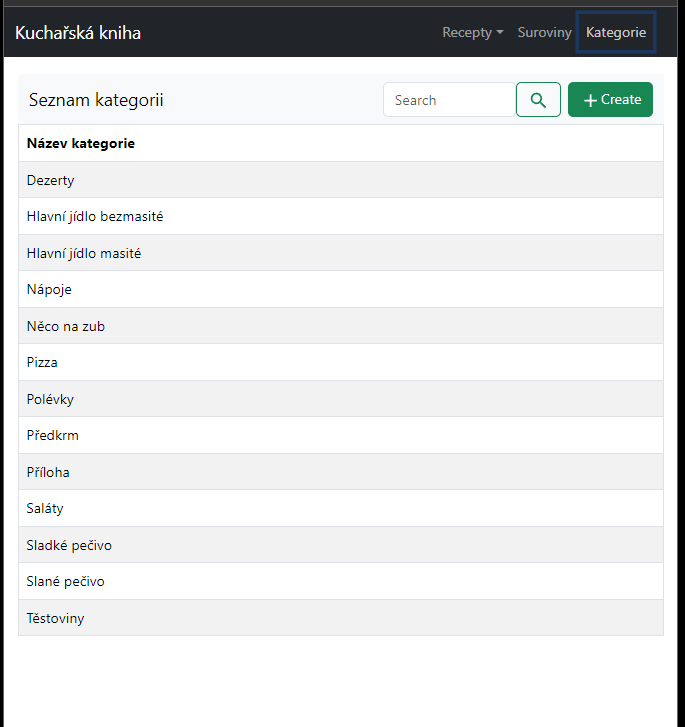 Kuchařská kniha Recepty Suroviny Kategorie
Seznam kategorii Search Create
Název kategorie
Dezerty
Hlavní jídlo bezmasité
Hlavní jídlo masité
Nápoje
Něco na zub
Pizza
Polévky
Předkrm
Příloha
Saláty
Sladké pečivo
Slané pečivo
Těstoviny